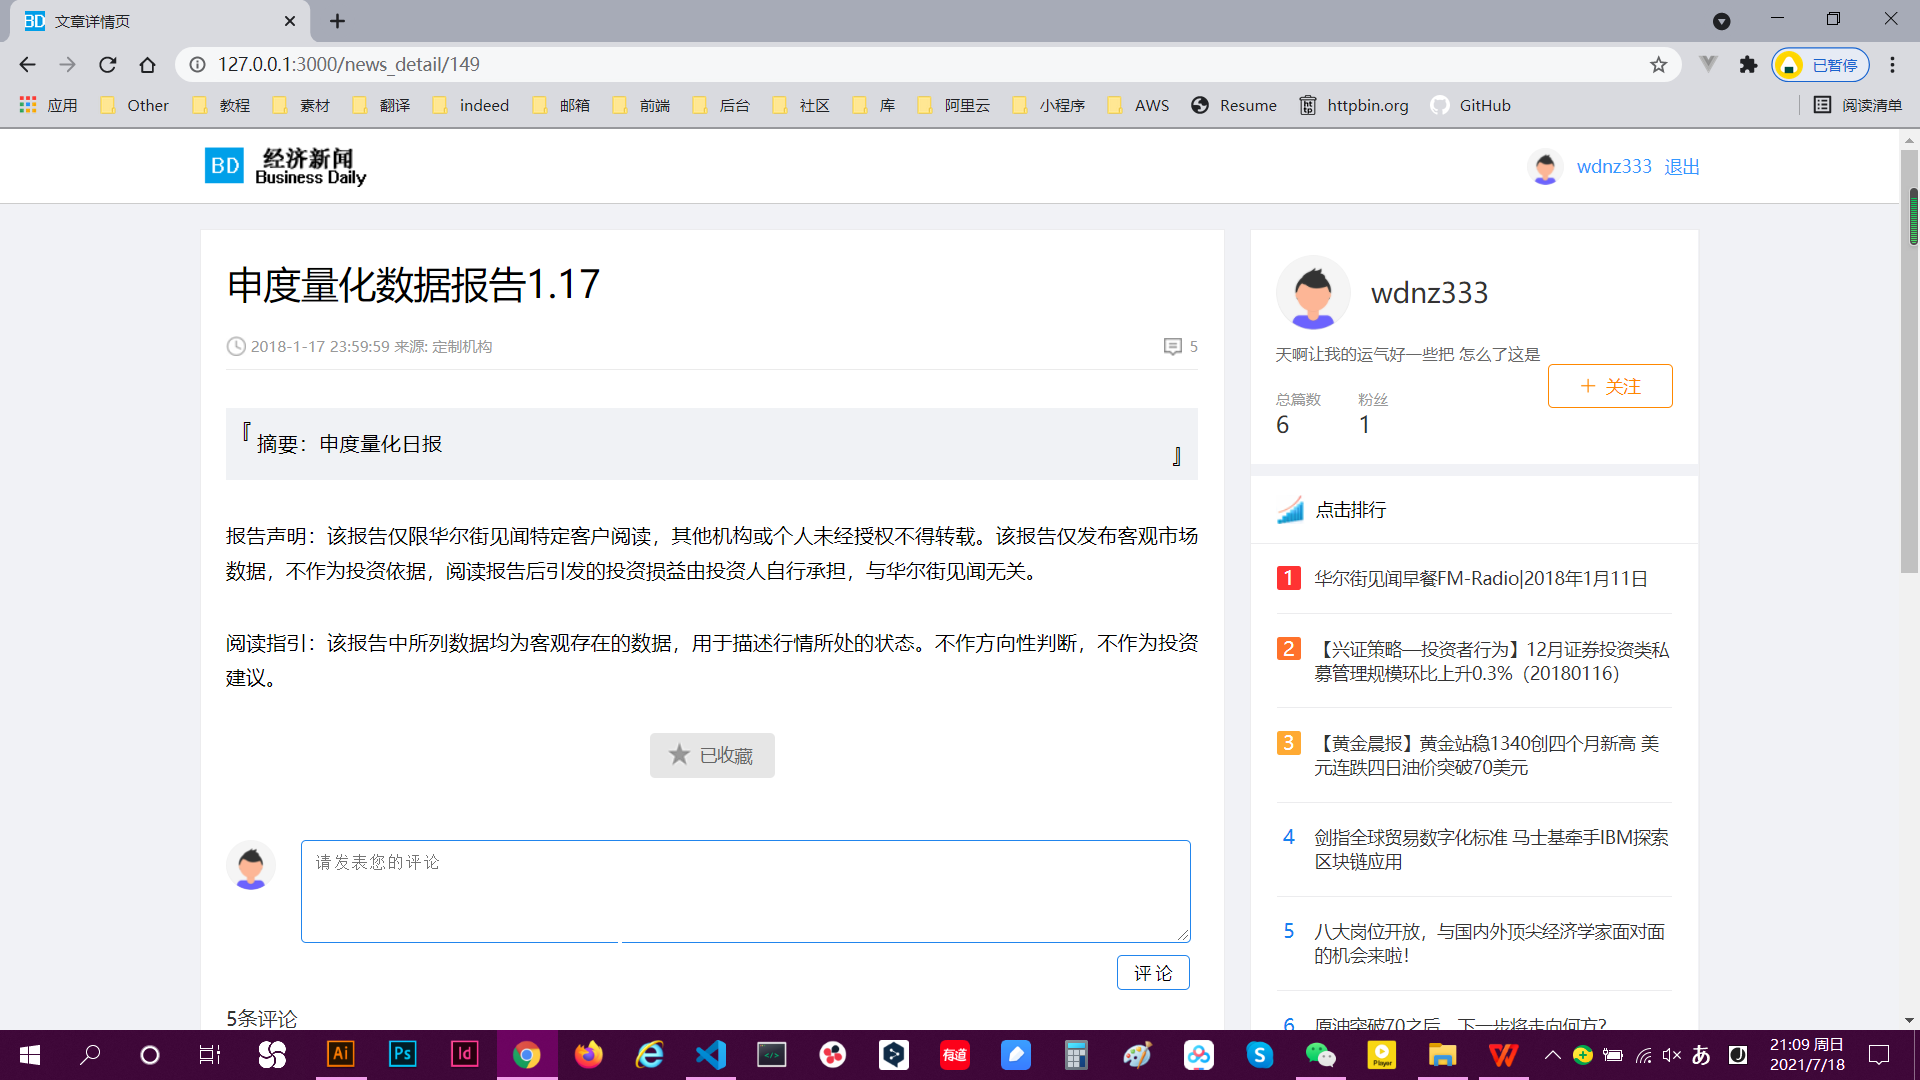 BD 文章详情页
127.0.0.1:3000/news_detail/149
已暂停
应用 Other 教程 素材 翻译 indeed 邮箱 前端 后台 社区 库 阿里云 小程序 AWS Resume httpbin.org GitHub 阅读清单
BD 经济新闻
Business Daily
wdnz333 退出
申度量化数据报告1.17
2018-1-17 23:59:59 来源: 定制机构
5
『 摘要：申度量化日报 』
报告声明：该报告仅限华尔街见闻特定客户阅读，其他机构或个人未经授权不得转载。该报告仅发布客观市场
数据，不作为投资依据，阅读报告后引发的投资损益由投资人自行承担，与华尔街见闻无关。
阅读指引：该报告中所列数据均为客观存在的数据，用于描述行情所处的状态。不作方向性判断，不作为投资
建议。
已收藏
请发表您的评论
评论
5条评论
wdnz333
天啊让我的运气好一些把 怎么了这是
关注
总篇数 粉丝
6 1
点击排行
1 华尔街见闻早餐FM-Radio|2018年1月11日
2 【兴证策略—投资者行为】12月证券投资类私
募管理规模环比上升0.3%（20180116）
3 【黄金晨报】黄金站稳1340创四个月新高 美
元连跌四日油价突破70美元
4 剑指全球贸易数字化标准 马士基牵手IBM探索
区块链应用
5 八大岗位开放，与国内外顶尖经济学家面对面
的机会来啦！
6 原油突破70之后，下一步将走向何方？
Ai Ps Id 有道 Player S あ J
21:09 周日
2021/7/18